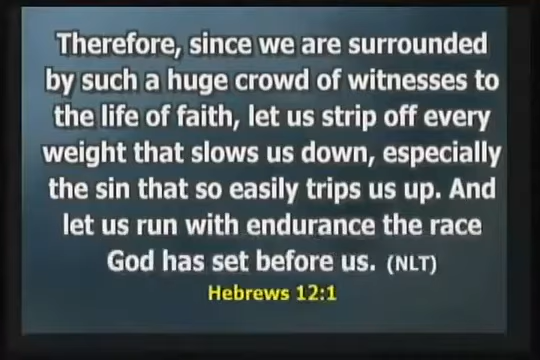 Therefore, since we are surrounded
by such a huge crowd of witnesses to
the life of faith, let us strip off every
weight that slows us down, especially
the sin that so easily trips us up. And
let us run with endurance the race
God has set before us. (NLT)
Hebrews 12:1